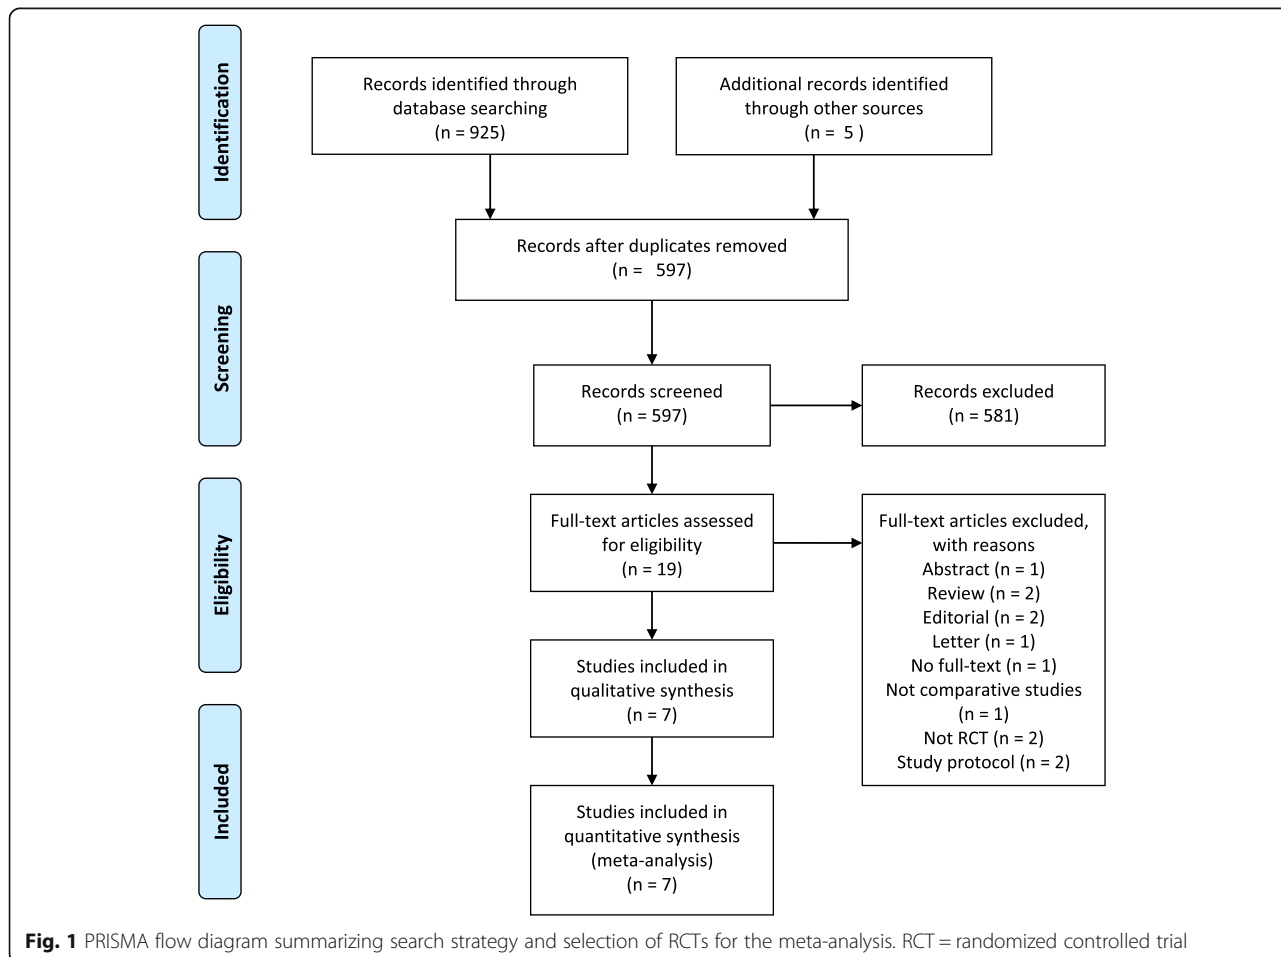 Identification
Records identified through
database searching
(n = 925)
Additional records identified
through other sources
(n = 5 )
Records after duplicates removed
(n = 597)
Screening
Records screened
(n = 597)
Records excluded
(n = 581)
Eligibility
Full-text articles assessed
for eligibility
(n = 19)
Full-text articles excluded,
with reasons
Abstract (n = 1)
Review (n = 2)
Editorial (n = 2)
Letter (n = 1)
No full-text (n = 1)
Not comparative studies
(n = 1)
Not RCT (n = 2)
Study protocol (n = 2)
Studies included in
qualitative synthesis
(n = 7)
Included
Studies included in
quantitative synthesis
(meta-analysis)
(n = 7)
Fig. 1 PRISMA flow diagram summarizing search strategy and selection of RCTs for the meta-analysis. RCT = randomized controlled trial